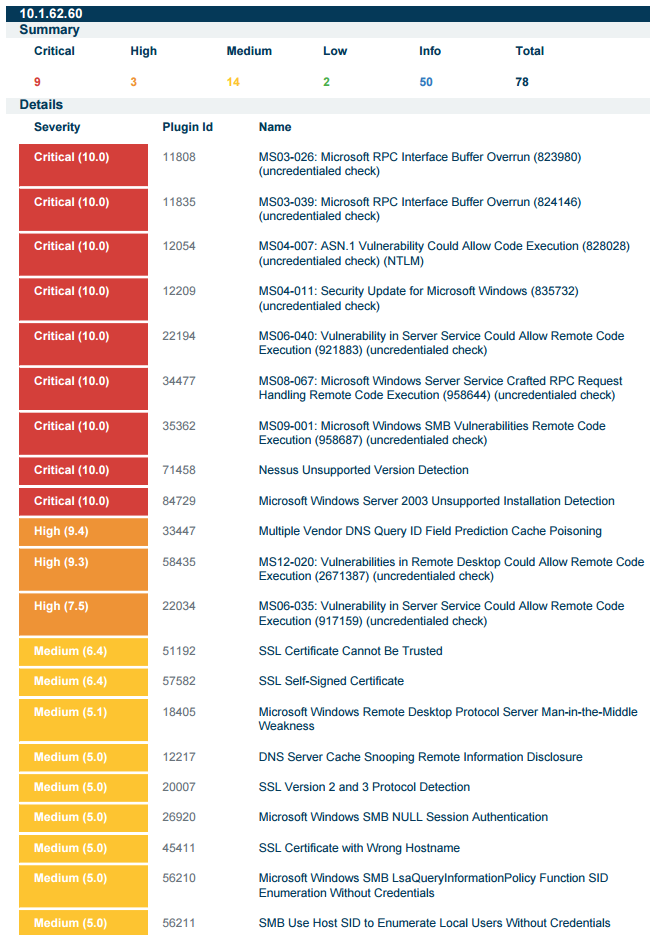 10.1.62.60
Summary
Critical High Medium Low Info Total
9 3 14 2 50 78
Details
Severity Plugin Id Name
Critical (10.0) 11808 MS03-026: Microsoft RPC Interface Buffer Overrun (823980)
(uncredentialed check)
Critical (10.0) 11835 MS03-039: Microsoft RPC Interface Buffer Overrun (824146)
(uncredentialed check)
Critical (10.0) 12054 MS04-007: ASN.1 Vulnerability Could Allow Code Execution (828028)
(uncredentialed check) (NTLM)
Critical (10.0) 12209 MS04-011: Security Update for Microsoft Windows (835732)
(uncredentialed check)
Critical (10.0) 22194 MS06-040: Vulnerability in Server Service Could Allow Remote Code
Execution (921883) (uncredentialed check)
Critical (10.0) 34477 MS08-067: Microsoft Windows Server Service Crafted RPC Request
Handling Remote Code Execution (958644) (uncredentialed check)
Critical (10.0) 35362 MS09-001: Microsoft Windows SMB Vulnerabilities Remote Code
Execution (958687) (uncredentialed check)
Critical (10.0) 71458 Nessus Unsupported Version Detection
Critical (10.0) 84729 Microsoft Windows Server 2003 Unsupported Installation Detection
High (9.4) 33447 Multiple Vendor DNS Query ID Field Prediction Cache Poisoning
High (9.3) 58435 MS12-020: Vulnerabilities in Remote Desktop Could Allow Remote Code
Execution (2671387) (uncredentialed check)
High (7.5) 22034 MS06-035: Vulnerability in Server Service Could Allow Remote Code
Execution (917159) (uncredentialed check)
Medium (6.4) 51192 SSL Certificate Cannot Be Trusted
Medium (6.4) 57582 SSL Self-Signed Certificate
Medium (5.1) 18405 Microsoft Windows Remote Desktop Protocol Server Man-in-the-Middle
Weakness
Medium (5.0) 12217 DNS Server Cache Snooping Remote Information Disclosure
Medium (5.0) 20007 SSL Version 2 and 3 Protocol Detection
Medium (5.0) 26920 Microsoft Windows SMB NULL Session Authentication
Medium (5.0) 45411 SSL Certificate with Wrong Hostname
Medium (5.0) 56210 Microsoft Windows SMB LsaQueryInformationPolicy Function SID
Enumeration Without Credentials
Medium (5.0) 56211 SMB Use Host SID to Enumerate Local Users Without Credentials